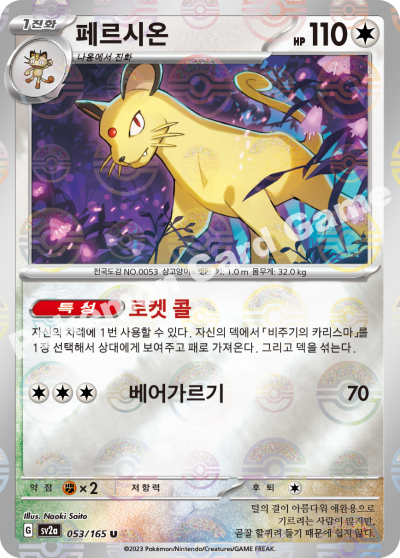 1진화
페르시온
HP 110
나옹에서 진화
전국도감 NO.0053 샴고양이포켓몬 키: 1.0 m 몸무게: 32.0 kg
특성 로켓 콜
자신의 차례에 1번 사용할 수 있다. 자신의 덱에서 「비주기의 카리스마」를
1장 선택해서 상대에게 보여주고 패로 가져온다. 그리고 덱을 섞는다.
베어가르기 70
약점 ×2 저항력 후퇴
Illus. Naoki Saito
G sv2a 053/165 U
털의 결이 아름다워 애완용으로
기르려는 사람이 많지만,
곧잘 할퀴려 들기 때문에 쉽지 않다.
©2023 Pokémon/Nintendo/Creatures/GAME FREAK.
Pokémon Card Game